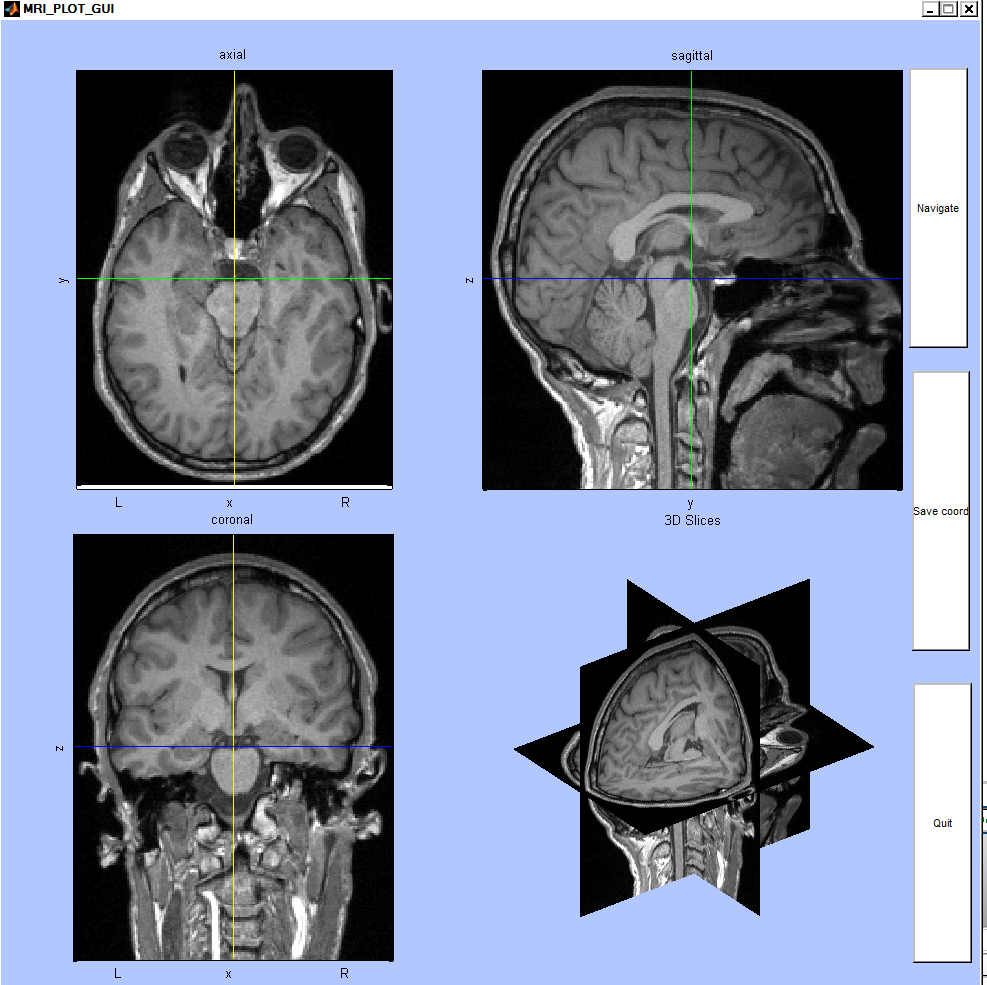 MRI_PLOT_GUI
axial
sagittal
y
z
Navigate
L x R
y
coronal
3D Slices
Save coord
z
Quit
L x R